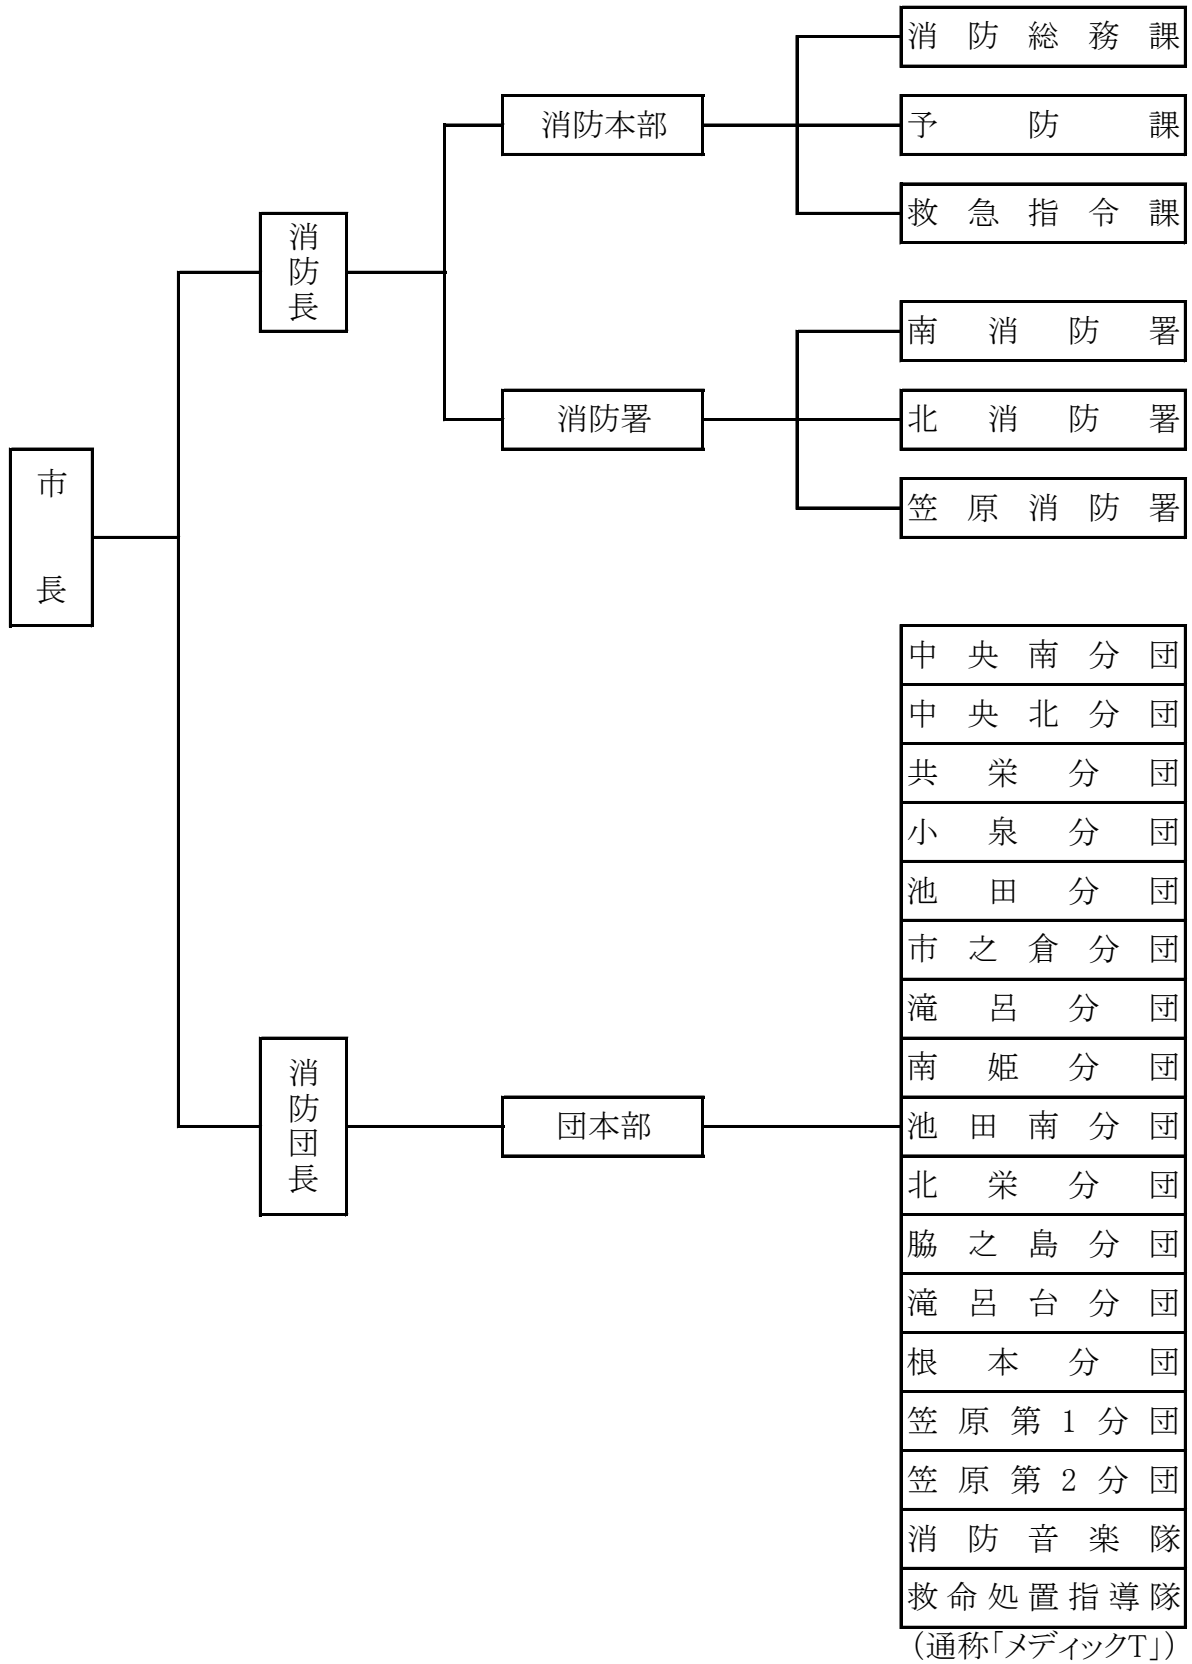 消防総務課
消防本部
予防課
救急指令課
消防長
南消防署
消防署
北消防署
笠原消防署
市長
中央南分団
中央北分団
共栄分団
小泉分団
池田分団
市之倉分団
滝呂分団
南姫分団
消防団長
団本部
池田南分団
北栄分団
脇之島分団
滝呂台分団
根本分団
笠原第1分団
笠原第2分団
消防音楽隊
救命処置指導隊
(通称「メディックT」)